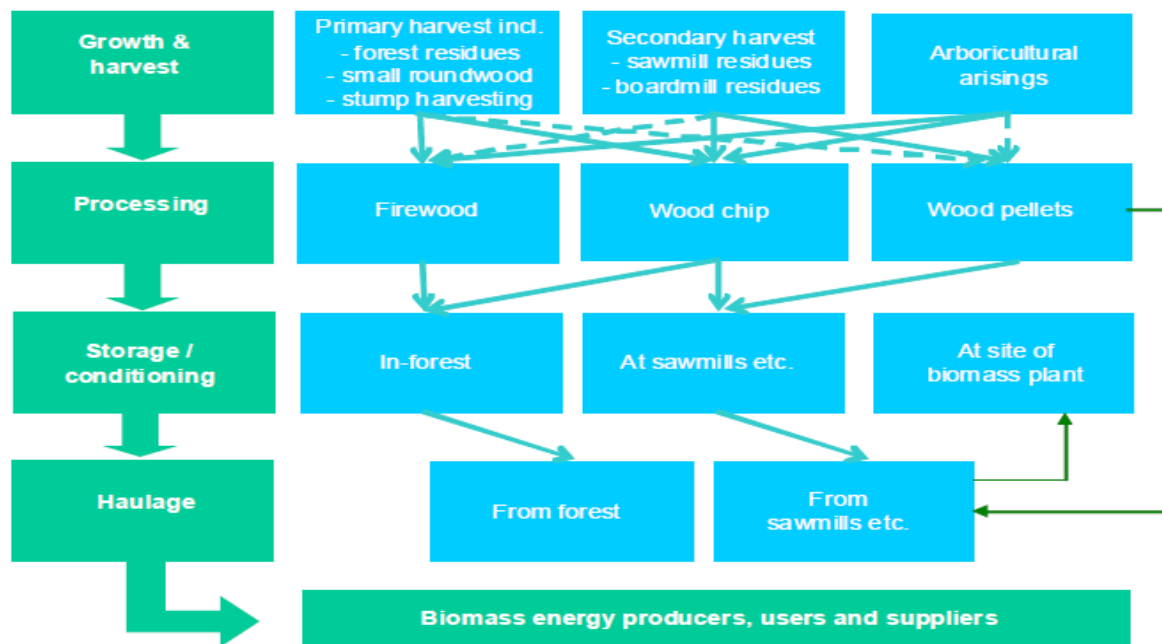 Growth &
harvest
Primary harvest incl.
- forest residues
- small roundwood
- stump harvesting
Secondary harvest
- sawmill residues
- boardmill residues
Arboricultural
arisings
Processing
Firewood
Wood chip
Wood pellets
Storage /
conditioning
In-forest
At sawmills etc.
At site of
biomass plant
Haulage
From forest
From
sawmills etc.
Biomass energy producers, users and suppliers